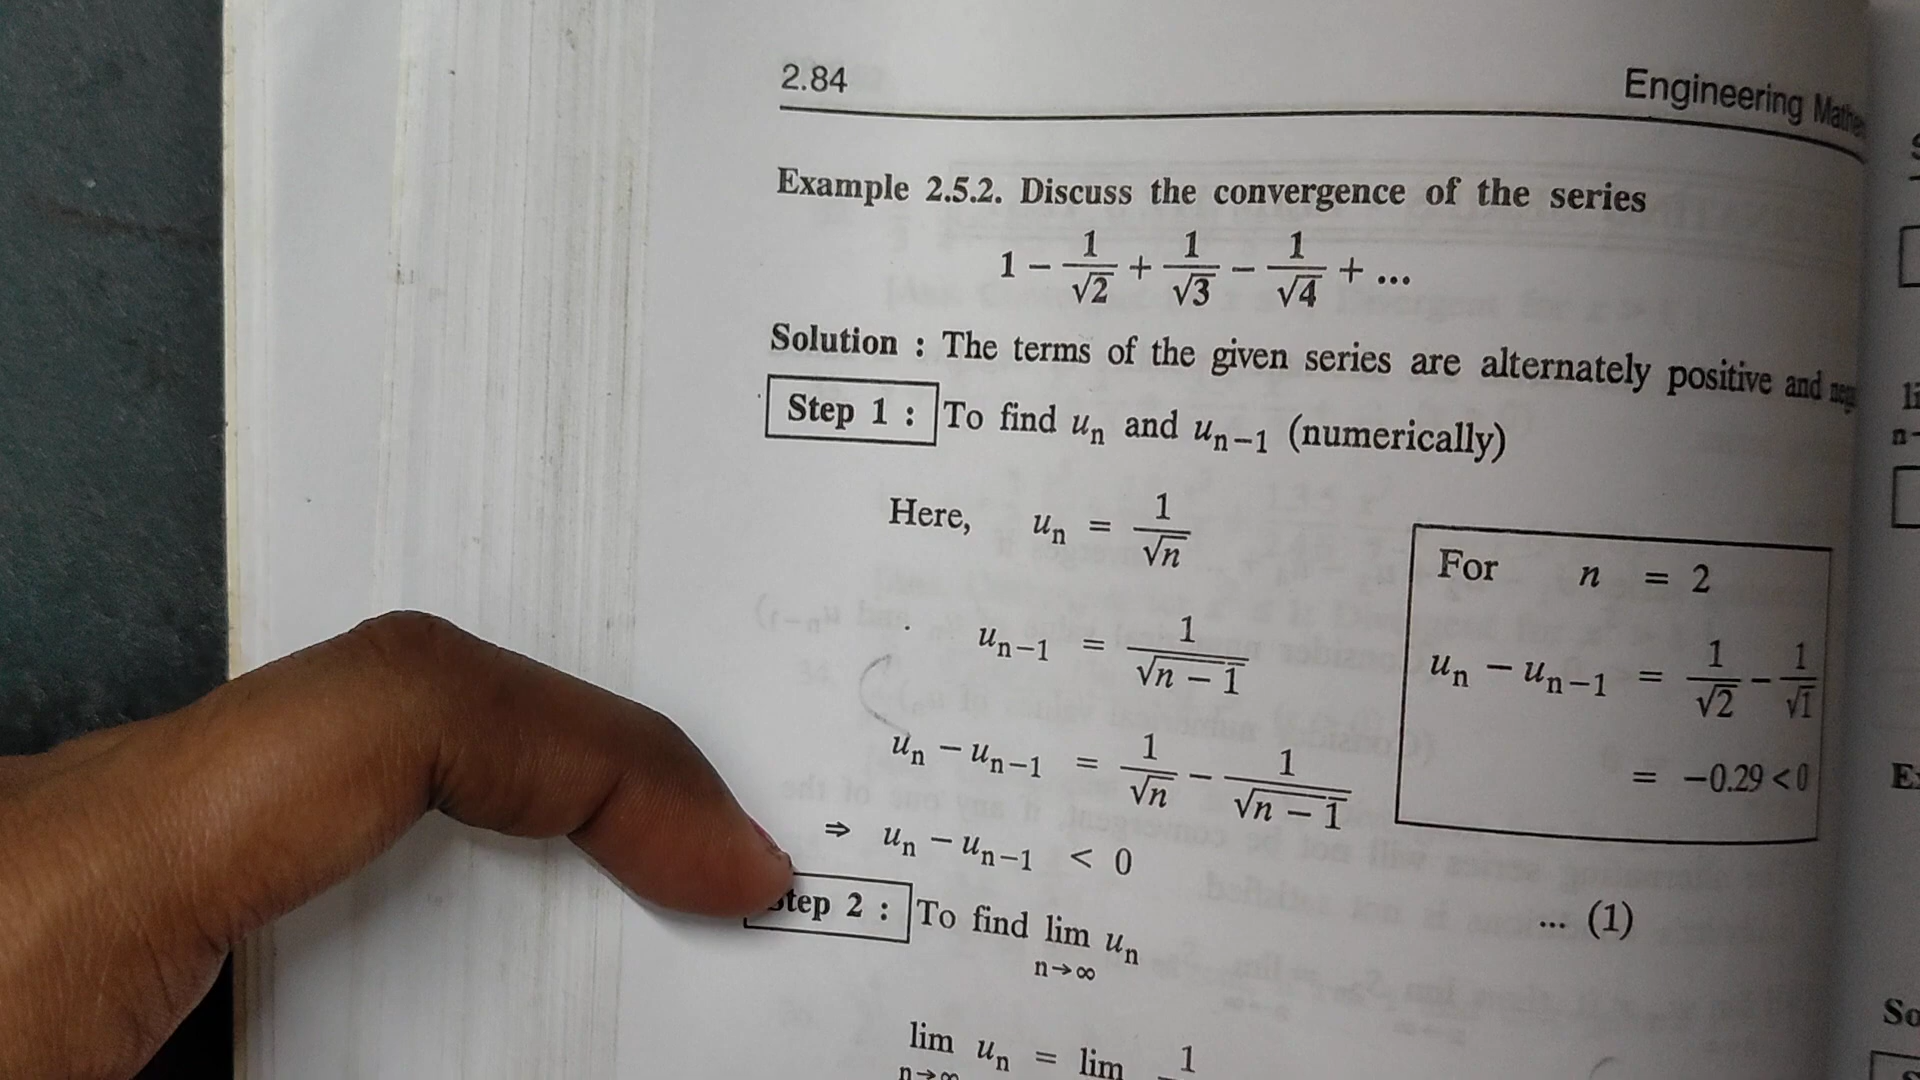 2.84
Engineering
Example 2.5.2. Discuss the convergence of the series
1 - 1/√2 + 1/√3 - 1/√4 + ...
Solution : The terms of the given series are alternately positive and
Step 1 : To find uₙ and uₙ₋₁ (numerically)
Here, uₙ = 1/√n
uₙ₋₁ = 1/√(n - 1)
uₙ - uₙ₋₁ = 1/√n - 1/√(n - 1)
⇒ uₙ - uₙ₋₁ < 0
... (1)
For n = 2
uₙ - uₙ₋₁ = 1/√2 - 1/√1
= -0.29 < 0
Step 2 : To find lim uₙ
n→∞
lim uₙ = lim 1
n→∞